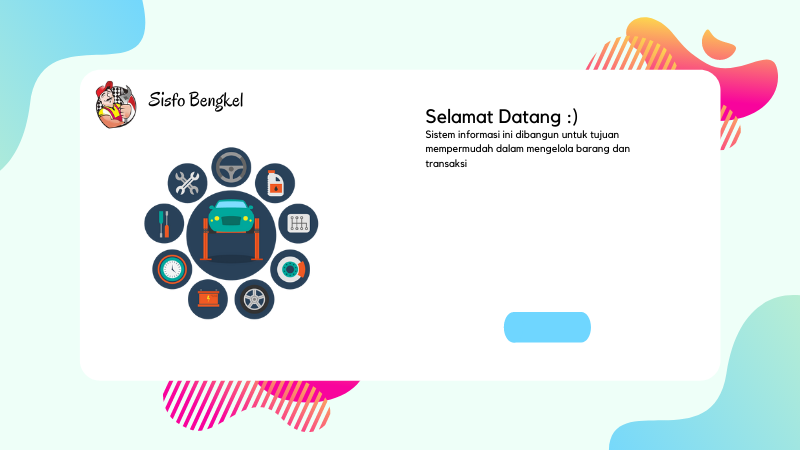 Sisfo Bengkel
Selamat Datang :)
Sistem informasi ini dibangun untuk tujuan
mempermudah dalam mengelola barang dan
transaksi